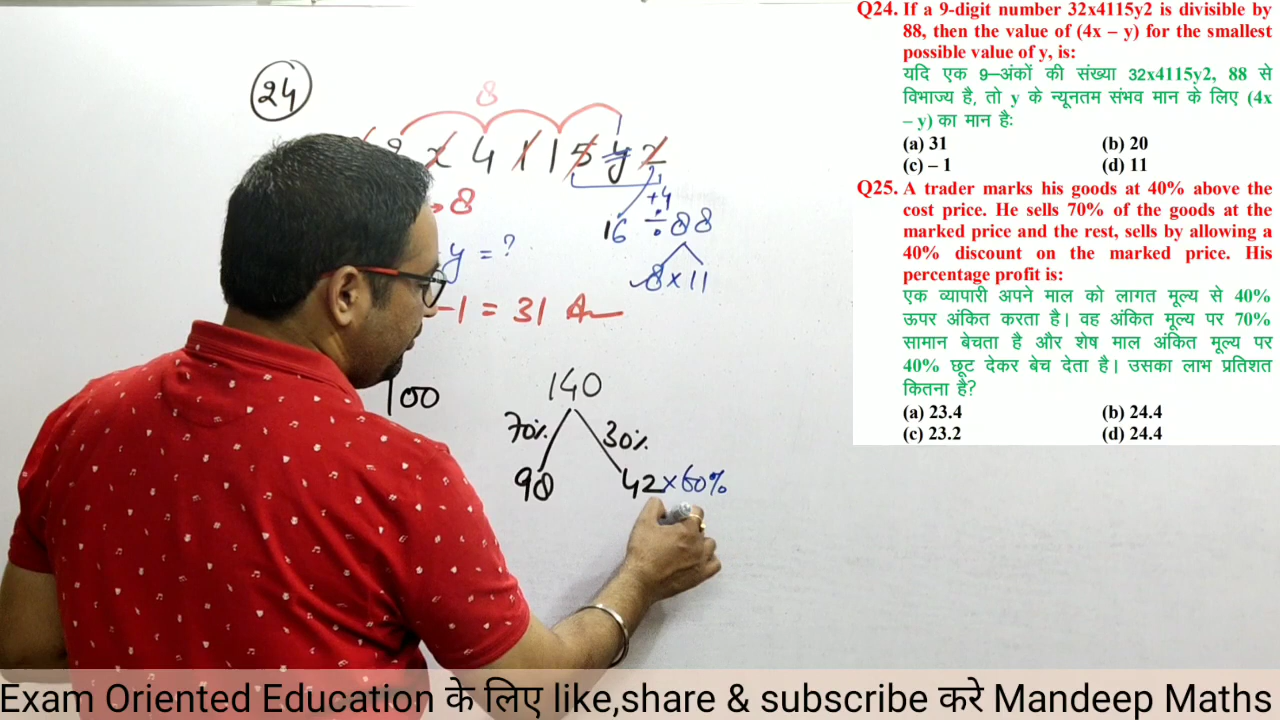 24
8
x 4 1 1 5 y 2
8
+4
16 ÷ 88
y = ?
8 x 11
-1 = 31 Ans
100
140
70% 30%
98 42 x 60%
Q24. If a 9-digit number 32x4115y2 is divisible by
88, then the value of (4x – y) for the smallest
possible value of y, is:
यदि एक 9–अंकों की संख्या 32x4115y2, 88 से
विभाज्य है, तो y के न्यूनतम संभव मान के लिए (4x
– y) का मान हैः
(a) 31 (b) 20
(c) – 1 (d) 11
Q25. A trader marks his goods at 40% above the
cost price. He sells 70% of the goods at the
marked price and the rest, sells by allowing a
40% discount on the marked price. His
percentage profit is:
एक व्यापारी अपने माल को लागत मूल्य से 40%
ऊपर अंकित करता है। वह अंकित मूल्य पर 70%
सामान बेचता है और शेष माल अंकित मूल्य पर
40% छूट देकर बेच देता है। उसका लाभ प्रतिशत
कितना है?
(a) 23.4 (b) 24.4
(c) 23.2 (d) 24.4
Exam Oriented Education के लिए like,share & subscribe करे Mandeep Maths